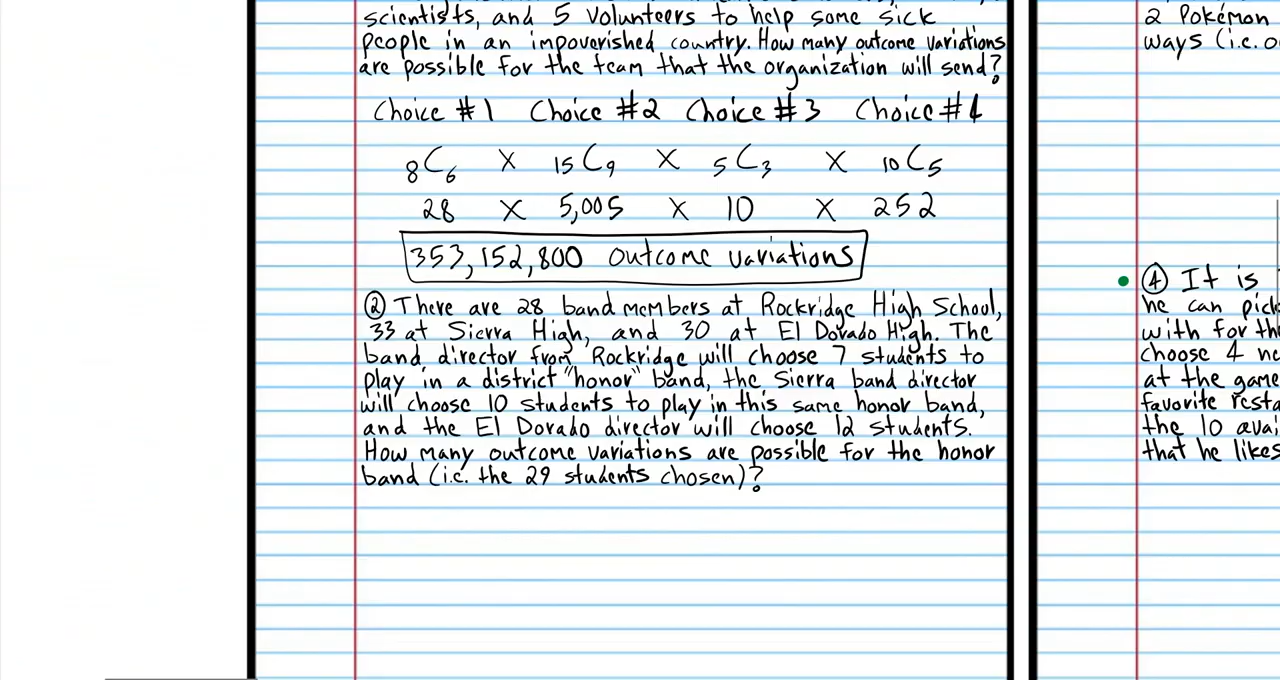 scientists, and 5 volunteers to help some sick
people in an impoverished country. How many outcome variations
are possible for the team that the organization will send?
Choice #1 Choice #2 Choice #3 Choice #4
8C6 X 15C9 X 5C3 X 10C5
28 X 5,005 X 10 X 252
353,152,800 outcome variations
② There are 28 band members at Rockridge High School,
33 at Sierra High, and 30 at El Dorado High. The
band director from Rockridge will choose 7 students to
play in a district "honor" band, the Sierra band director
will choose 10 students to play in this same honor band,
and the El Dorado director will choose 12 students.
How many outcome variations are possible for the honor
band (i.e. the 29 students chosen)?
2 Pokémon
ways (i.e. o
④ It is
he can pick
with for th
choose 4 ne
at the game
favorite resta
the 10 avai
that he likes